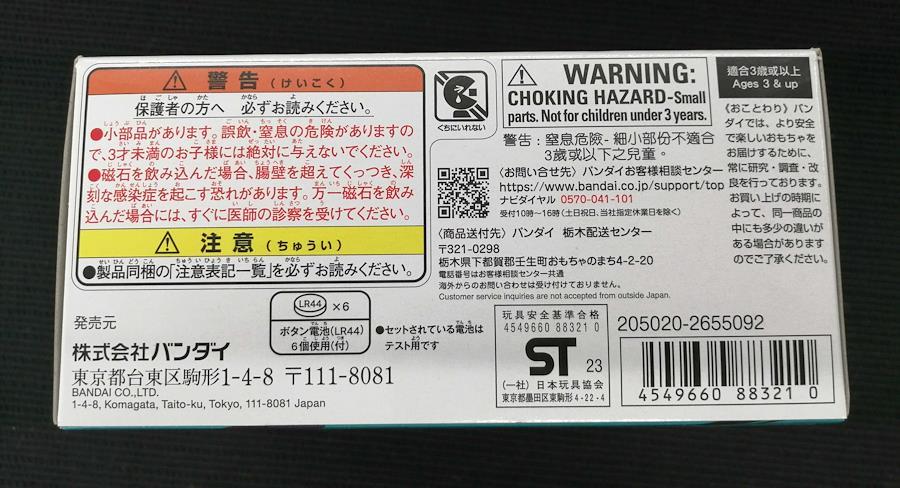 ⚠ 警告(けいこく)
保護者の方へ 必ずお読みください。
●小部品があります。誤飲・窒息の危険がありますの
で、3才未満のお子様には絶対に与えないでください。
●磁石を飲み込んだ場合、腸壁を超えてくっつき、深
刻な感染症を起こす恐れがあります。万一磁石を飲み
込んだ場合には、すぐに医師の診察を受けてください。
⚠ 注意(ちゅうい)
●製品同梱の「注意表記一覧」を必ずお読みください。
くちにいれない
⚠ WARNING:
CHOKING HAZARD-Small
parts. Not for children under 3 years.
警告:窒息危險-細小部份不適合
3歲或以下之兒童。
〈お問い合わせ先〉バンダイお客様相談センター
https://www.bandai.co.jp/support/top
ナビダイヤル 0570-041-101
受付10時〜16時(土日祝日、当社指定休業日を除く)
〈商品送付先〉バンダイ 栃木配送センター
〒321-0298
栃木県下都賀郡壬生町おもちゃのまち4-2-20
電話番号はお客様相談センター共通
海外からのお問い合わせは受け付けておりません。
Customer service inquiries are not accepted from outside Japan.
適合3歲或以上
Ages 3 & up
〈おことわり〉バン
ダイでは、より安全
で楽しいおもちゃを
お届けするために、
常に研究・調査・改
良を行っております。
お買い上げの時期に
よって、同一商品の
中にも多少の違いが
ある場合があります
のでご了承ください。
発売元
株式会社バンダイ
東京都台東区駒形1-4-8 〒111-8081
BANDAI CO.,LTD.
1-4-8, Komagata, Taito-ku, Tokyo, 111-8081 Japan
LR44 ×6
ボタン電池(LR44)
6個使用(付)
●セットされている電池は
テスト用です
玩具安全基準合格
4549660 88321 0
ST 23
(一社)日本玩具協会
東京都墨田区東駒形4-22-4
205020-2655092
4549660 883210